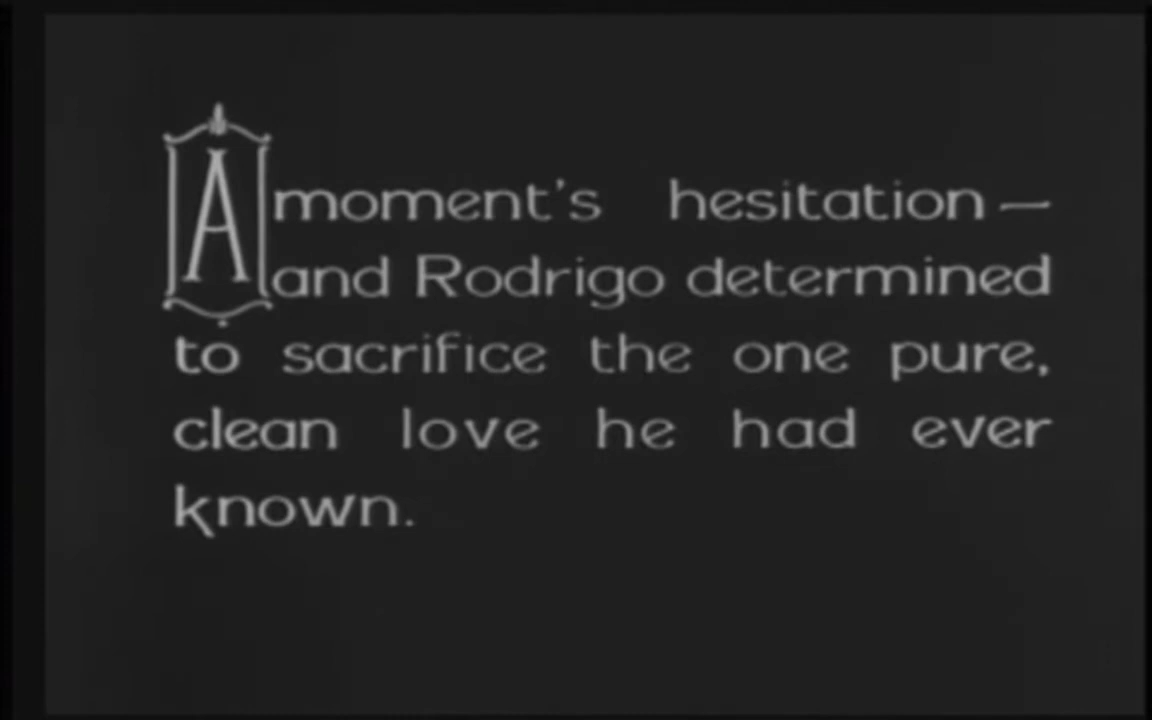 A moment's hesitation—
and Rodrigo determined
to sacrifice the one pure,
clean love he had ever
known.